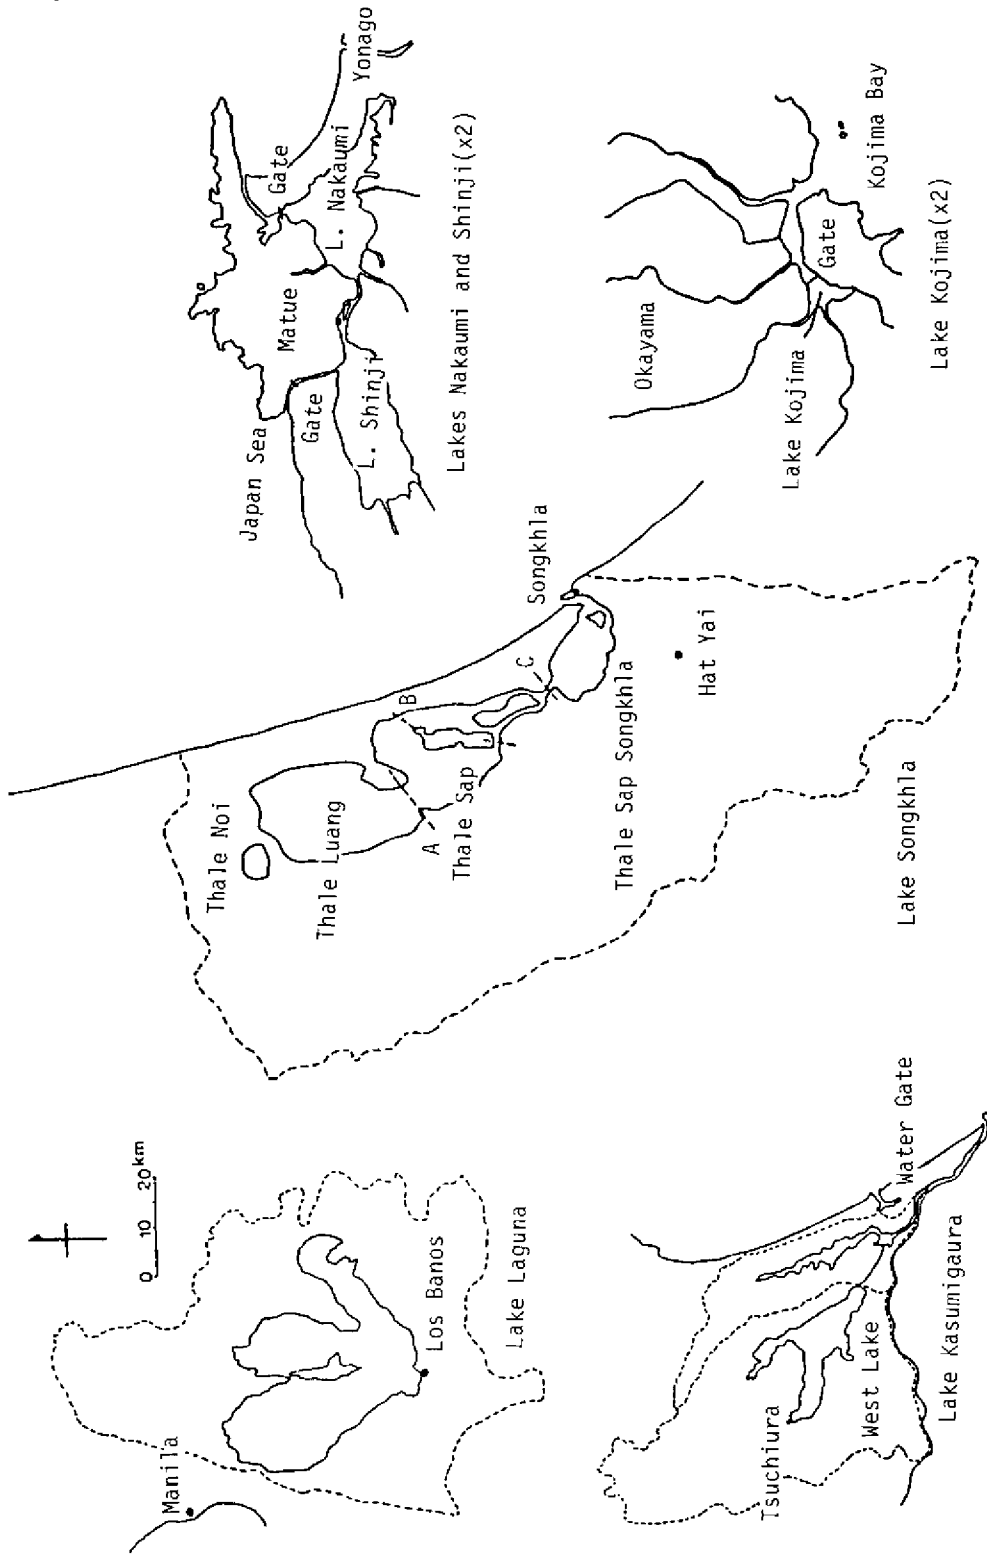 Manila
0 10 20km
Los Banos
Lake Laguna
Tsuchiura
West Lake
Water Gate
Lake Kasumigaura
Thale Noi
Thale Luang
A
B
Thale Sap
C
Songkhla
Thale Sap Songkhla
Hat Yai
Lake Songkhla
Japan Sea
Gate
Matue
Gate
L. Nakaumi
Yonago
L. Shinji
Lakes Nakaumi and Shinji(x2)
Okayama
Lake Kojima
Gate
Kojima Bay
Lake Kojima(x2)